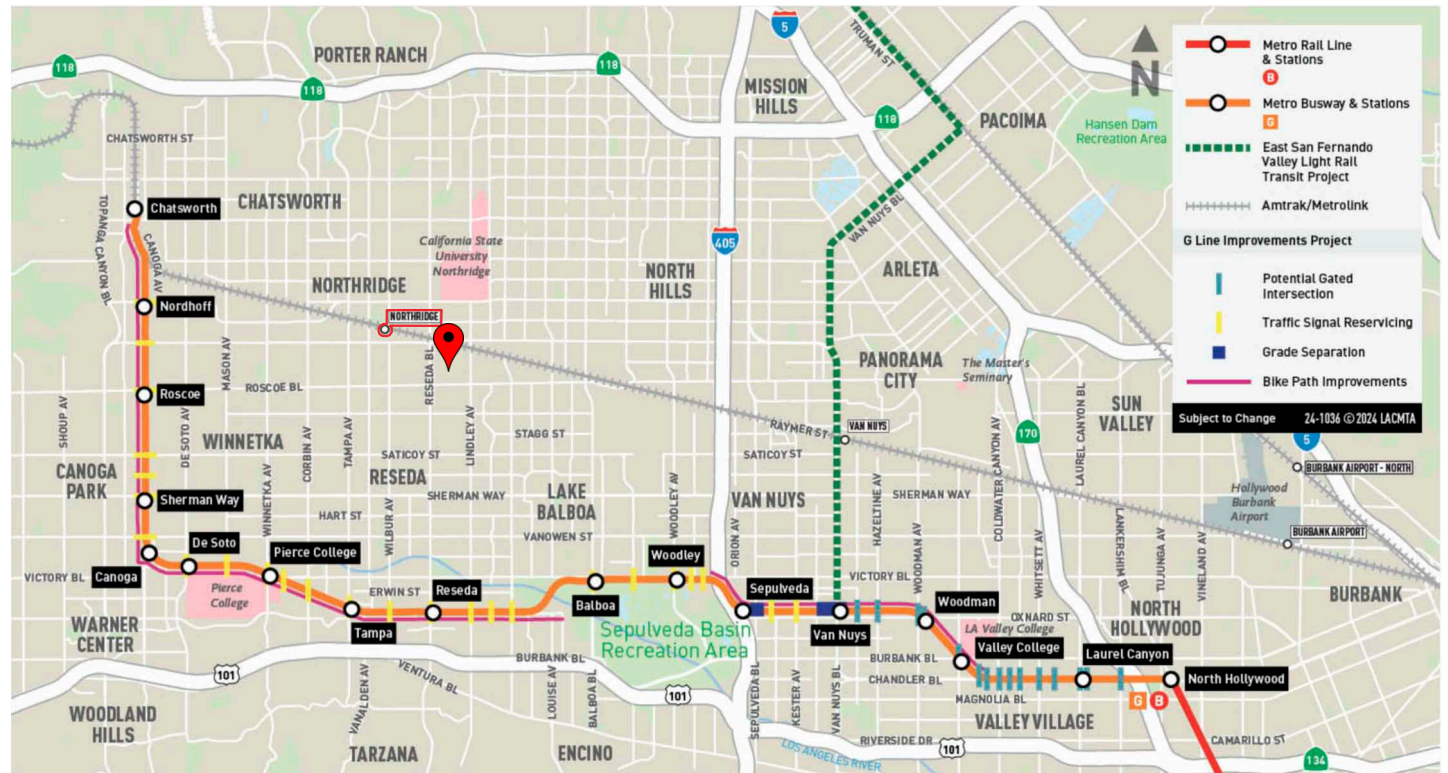 PORTER RANCH
MISSION
HILLS
PACOIMA
Hansen Dam
Recreation Area
TRUMAN ST
5
118
118
118
118
N
CHATSWORTH ST
Chatsworth
CHATSWORTH
TOPANGA CANYON BL
CANOGA AV
California State
University
Northridge
405
VAN NUYS BL
NORTH
HILLS
ARLETA
NORTHRIDGE
NORTHRIDGE
Nordhoff
MASON AV
RESEDA BL
ROSCOE BL
Roscoe
PANORAMA
CITY
The Master's
Seminary
SUN
VALLEY
SHOUP AV
DE SOTO AV
WINNETKA
CORBIN AV
TAMPA AV
LINDLEY AV
STAGG ST
RAYMER ST
VAN NUYS
170
COLDWATER CANYON AV
LAUREL CANYON BL
SATICOY ST
SATICOY ST
CANOGA
PARK
RESEDA
WINNETKA AV
WILBUR AV
SHERMAN WAY
LAKE
BALBOA
WOODLEY AV
VAN NUYS
HAZELTINE AV
SHERMAN WAY
Sherman Way
HART ST
VANOWEN ST
ORION AV
WOODMAN AV
WHITSETT AV
LANKERSHIM BL
TUJUNGA AV
VINELAND AV
Hollywood
Burbank
Airport
5
BURBANK AIRPORT - NORTH
BURBANK AIRPORT
De Soto
Pierce College
Canoga
VICTORY BL
Pierce
College
ERWIN ST
Reseda
Tampa
Balboa
Woodley
Sepulveda
VICTORY BL
Van Nuys
Woodman
OXNARD ST
LA Valley College
Valley College
NORTH
HOLLYWOOD
Laurel Canyon
North Hollywood
BURBANK
WARNER
CENTER
Sepulveda Basin
Recreation Area
BURBANK BL
BURBANK BL
CHANDLER BL
MAGNOLIA BL
G
B
101
101
101
VENTURA BL
VANALDEN AV
LOUISE AV
BALBOA BL
SEPULVEDA BL
KESTER AV
VAN NUYS BL
WOODLAND
HILLS
TARZANA
ENCINO
LOS ANGELES RIVER
RIVERSIDE DR
VALLEY VILLAGE
CAMARILLO ST
134
Metro Rail Line
& Stations
B
Metro Busway & Stations
G
East San Fernando
Valley Light Rail
Transit Project
Amtrak/Metrolink
G Line Improvements Project
Potential Gated
Intersection
Traffic Signal Reservicing
Grade Separation
Bike Path Improvements
Subject to Change 24-1036 © 2024 LACMTA